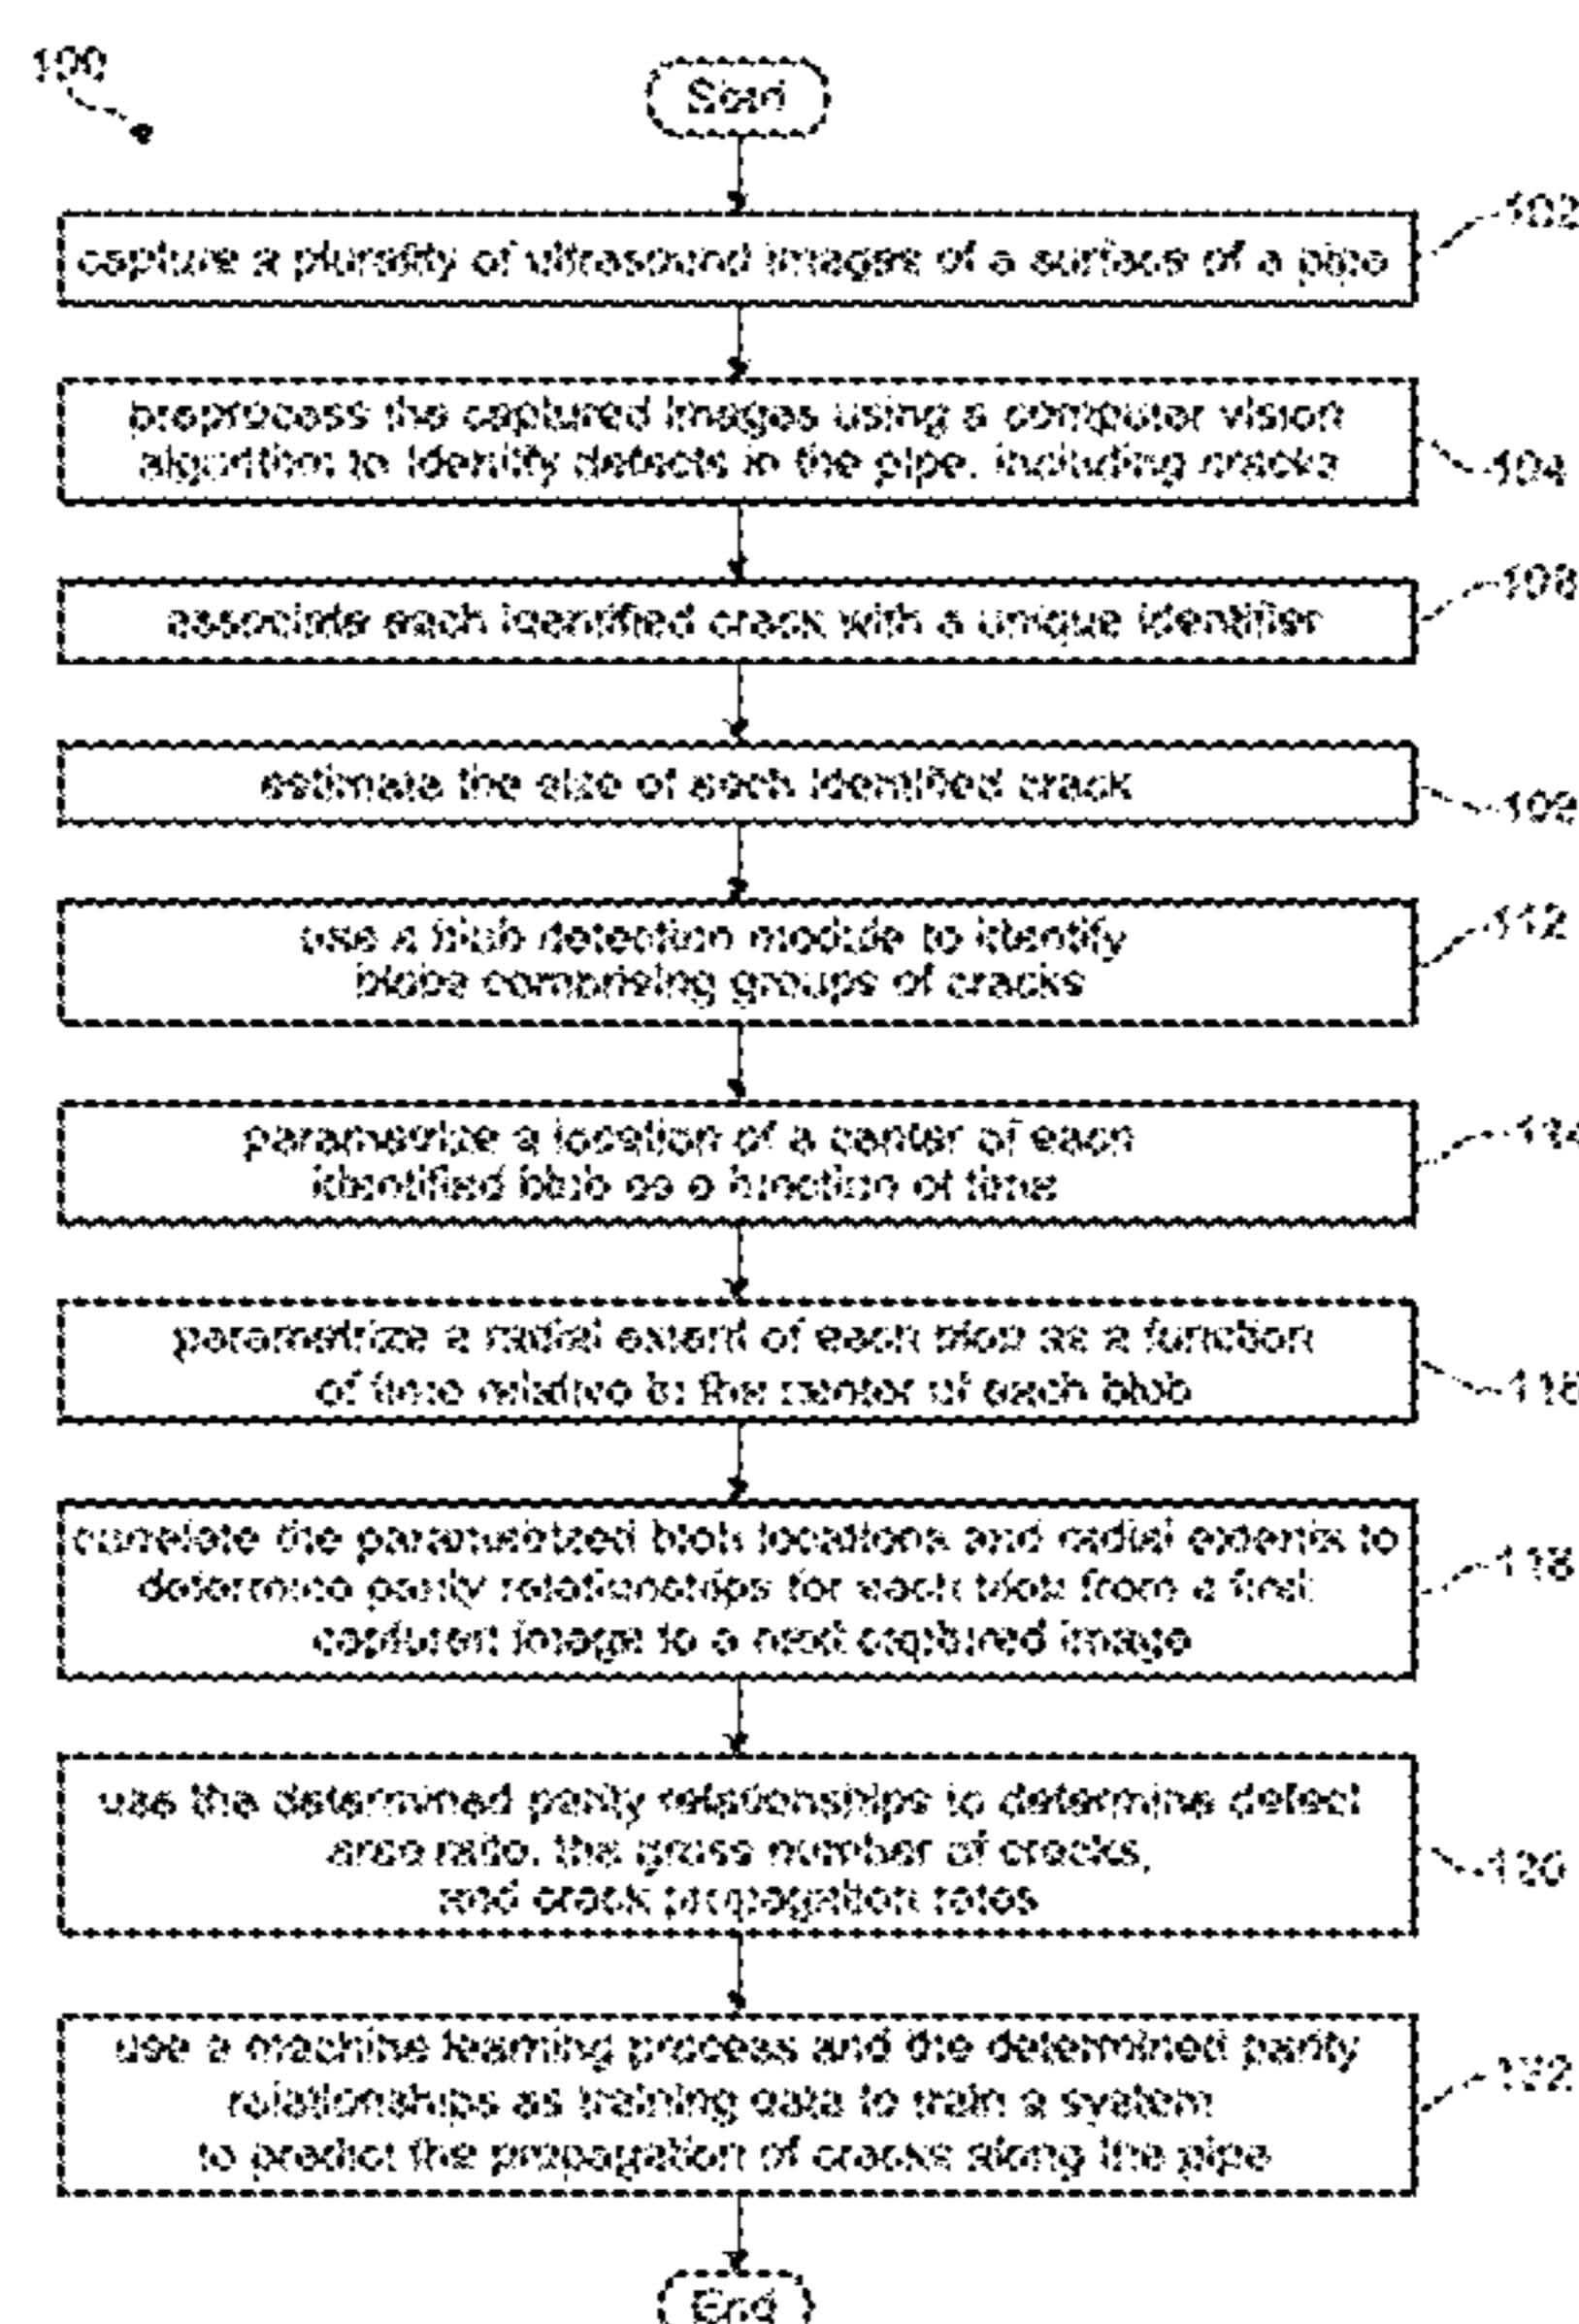 100
Start
capture a plurality of ultrasound images of a surface of a pipe
102
preprocess the captured images using a computer vision
algorithm to identify defects in the pipe, including cracks
104
associate each identified crack with a unique identifier
108
estimate the size of each identified crack
109
use a blob detection module to identify
blobs comprising groups of cracks
112
parametrize a location of a center of each
identified blob as a function of time
114
parametrize a radial extent of each blob as a function
of time relative to the center of each blob
116
correlate the parametrized blob locations and radial extents to
determine parity relationships for each blob from a first
captured image to a next captured image
118
use the determined parity relationships to determine defect
area ratio, the gross number of cracks,
and crack propagation rates
120
use a machine learning process and the determined parity
relationships as training data to train a system
to predict the propagation of cracks along the pipe
End